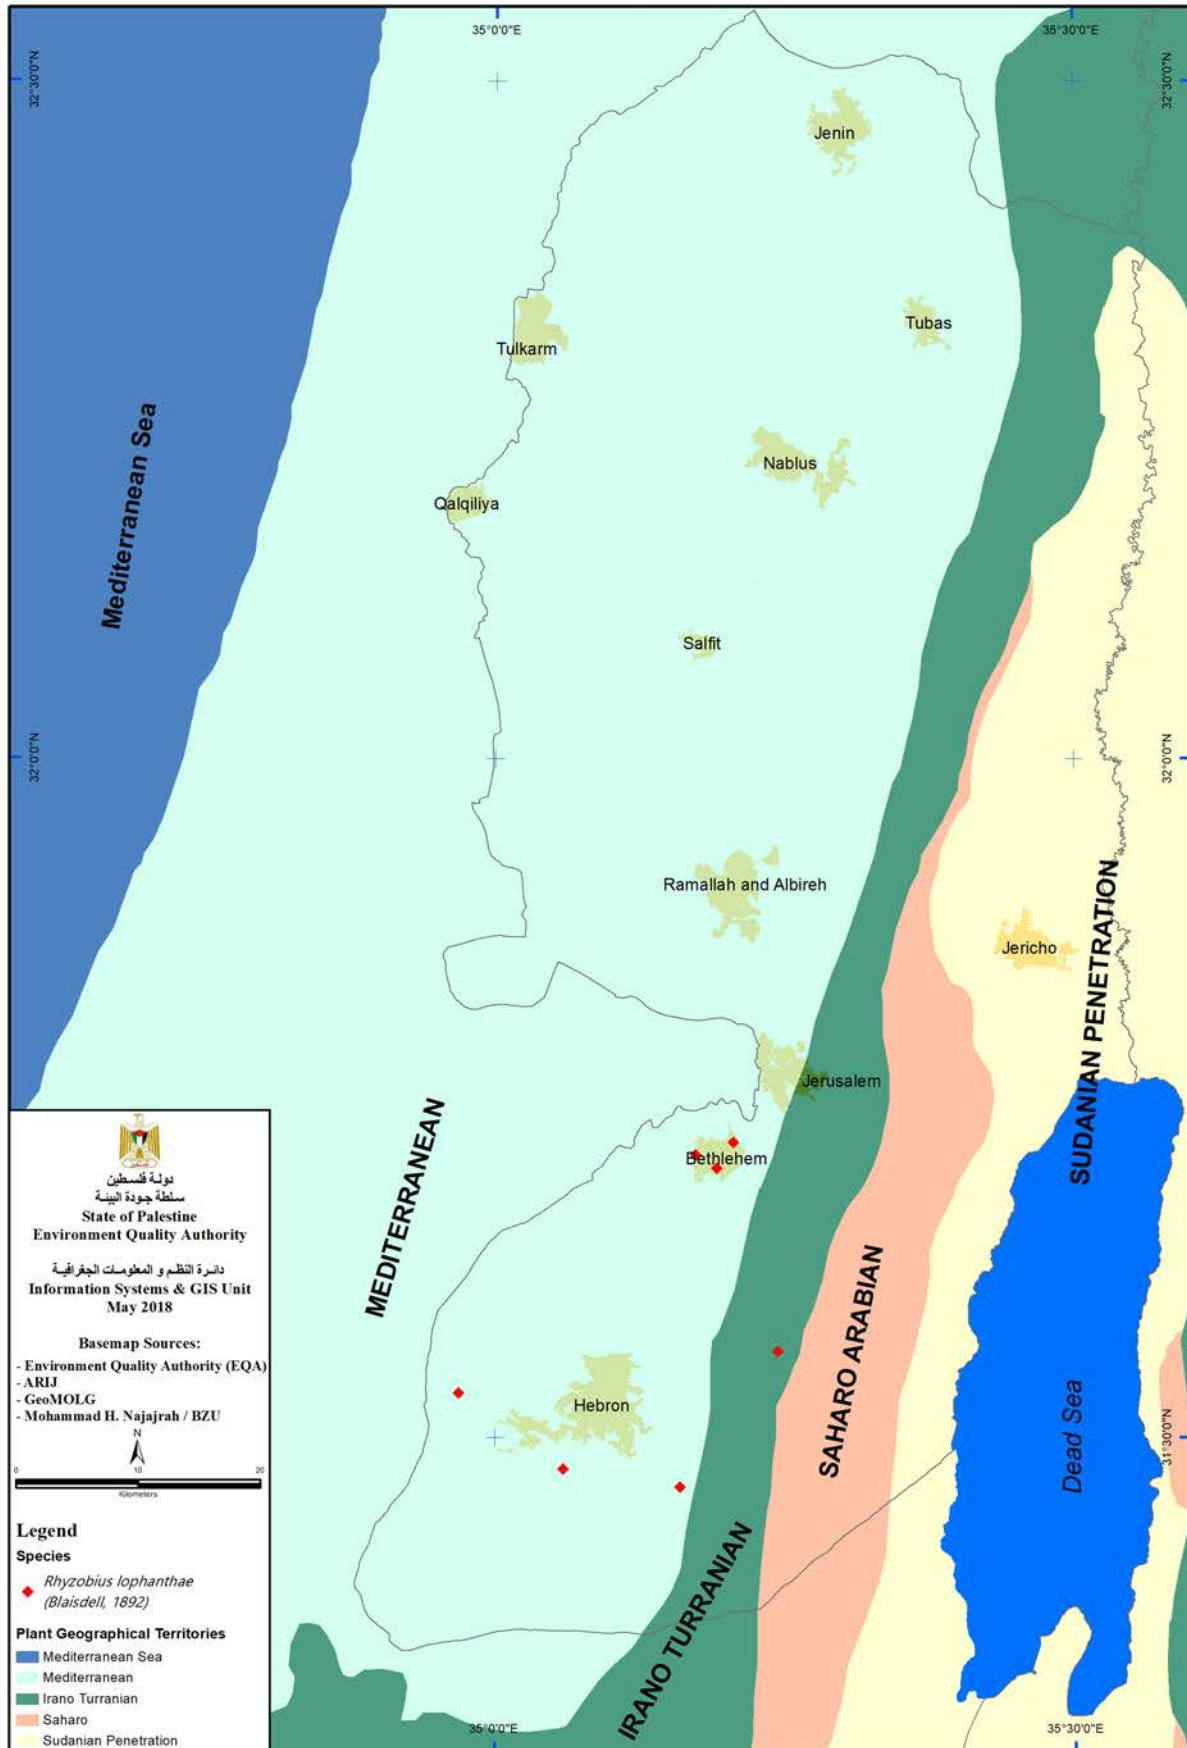 35°0'0"E
35°30'0"E
32°30'0"N
32°30'0"N
Jenin
Tubas
Tulkarm
Mediterranean Sea
Nablus
Qalqiliya
Salfit
32°0'0"N
32°0'0"N
Ramallah and Albireh
Jericho
SUDANIAN PENETRATION
Jerusalem
MEDITERRANEAN
Bethlehem
SAHARO ARABIAN
Hebron
Dead Sea
31°30'0"N
IRANO TURRANIAN
35°0'0"E
35°30'0"E
دولة فلسطين
سلطة جودة البيئة
State of Palestine
Environment Quality Authority
دائرة النظم و المعلومات الجغرافية
Information Systems & GIS Unit
May 2018
Basemap Sources:
- Environment Quality Authority (EQA)
- ARIJ
- GeoMOLG
- Mohammad H. Najajrah / BZU
N
0 10 20
Kilometers
Legend
Species
Rhyzobius lophanthae
(Blaisdell, 1892)
Plant Geographical Territories
Mediterranean Sea
Mediterranean
Irano Turranian
Saharo
Sudanian Penetration